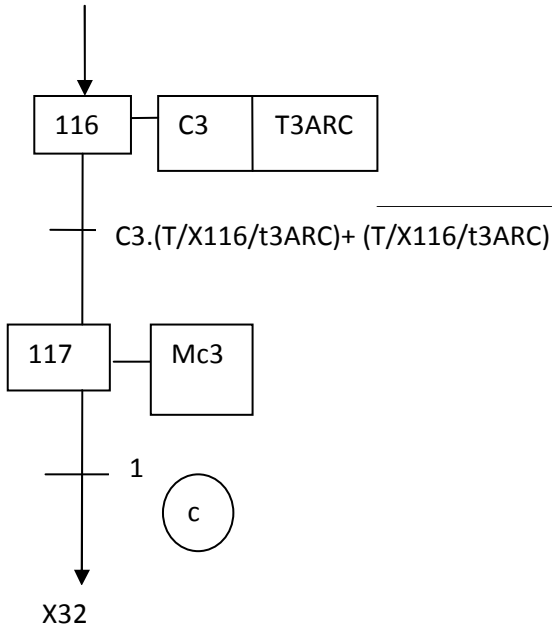 116 C3 T3ARC
C3.(T/X116/t3ARC)+ (T/X116/t3ARC)
117 Mc3
1
c
X32